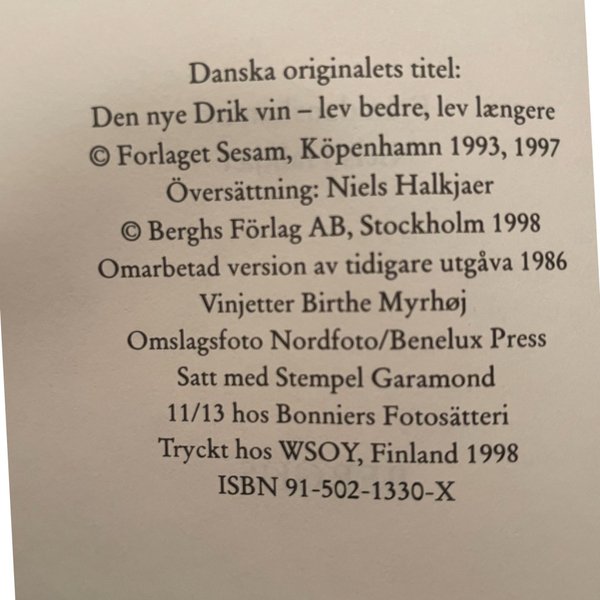 Danska originalets titel:
Den nye Drik vin – lev bedre, lev længere
© Forlaget Sesam, Köpenhamn 1993, 1997
Översättning: Niels Halkjaer
© Berghs Förlag AB, Stockholm 1998
Omarbetad version av tidigare utgåva 1986
Vinjetter Birthe Myrhøj
Omslagsfoto Nordfoto/Benelux Press
Satt med Stempel Garamond
11/13 hos Bonniers Fotosätteri
Tryckt hos WSOY, Finland 1998
ISBN 91-502-1330-X